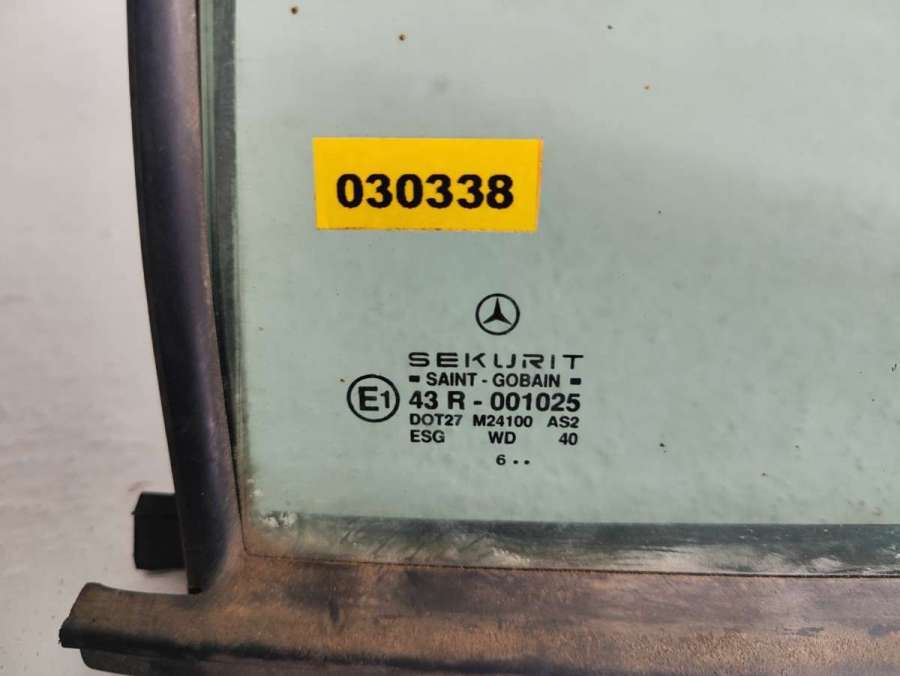 030338
SEKURIT
- SAINT - GOBAIN -
E1
43 R - 001025
DOT27 M24100 AS2
ESG WD 40
6 ..